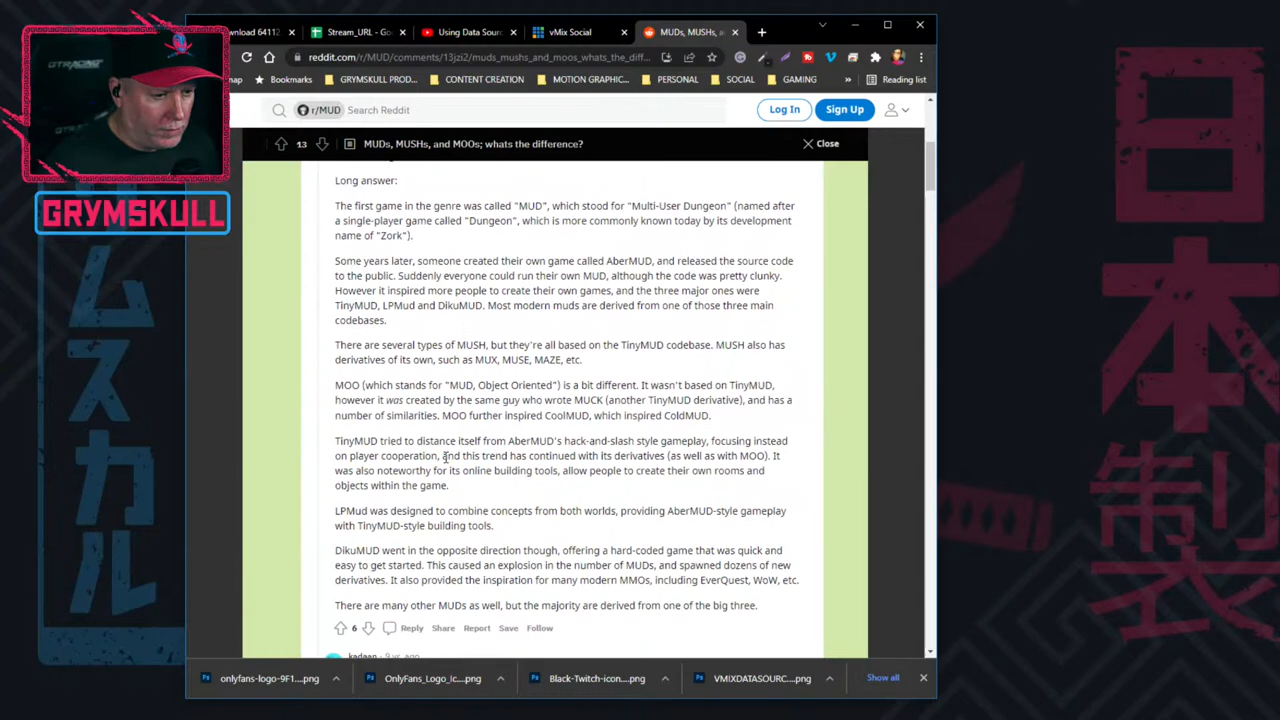 ownload 64112
Stream_URL - Go
Using Data Sourc
vMix Social
MUDs, MUSHs, a
reddit.com/r/MUD/comments/13jzi2/muds_mushs_and_moos_whats_the_diff...
map
Bookmarks
GRYMSKULL PROD...
CONTENT CREATION
MOTION GRAPHIC...
PERSONAL
SOCIAL
GAMING
»
Reading list
r/MUD
Search Reddit
Log In
Sign Up
13
MUDs, MUSHs, and MOOs; whats the difference?
Close
Long answer:
The first game in the genre was called "MUD", which stood for "Multi-User Dungeon" (named after
a single-player game called "Dungeon", which is more commonly known today by its development
name of "Zork").
Some years later, someone created their own game called AberMUD, and released the source code
to the public. Suddenly everyone could run their own MUD, although the code was pretty clunky.
However it inspired more people to create their own games, and the three major ones were
TinyMUD, LPMud and DikuMUD. Most modern muds are derived from one of those three main
codebases.
There are several types of MUSH, but they're all based on the TinyMUD codebase. MUSH also has
derivatives of its own, such as MUX, MUSE, MAZE, etc.
MOO (which stands for "MUD, Object Oriented") is a bit different. It wasn't based on TinyMUD,
however it was created by the same guy who wrote MUCK (another TinyMUD derivative), and has a
number of similarities. MOO further inspired CoolMUD, which inspired ColdMUD.
TinyMUD tried to distance itself from AberMUD's hack-and-slash style gameplay, focusing instead
on player cooperation, and this trend has continued with its derivatives (as well as with MOO). It
was also noteworthy for its online building tools, allow people to create their own rooms and
objects within the game.
LPMud was designed to combine concepts from both worlds, providing AberMUD-style gameplay
with TinyMUD-style building tools.
DikuMUD went in the opposite direction though, offering a hard-coded game that was quick and
easy to get started. This caused an explosion in the number of MUDs, and spawned dozens of new
derivatives. It also provided the inspiration for many modern MMOs, including EverQuest, WoW, etc.
There are many other MUDs as well, but the majority are derived from one of the big three.
6
Reply
Share
Report
Save
Follow
kadaan · 9 yr. ago
onlyfans-logo-9F1....png
OnlyFans_Logo_Ic....png
Black-Twitch-icon....png
VMIXDATASOURC....png
Show all
GTRACING
GRYMSKULL
ムスカル
日本製